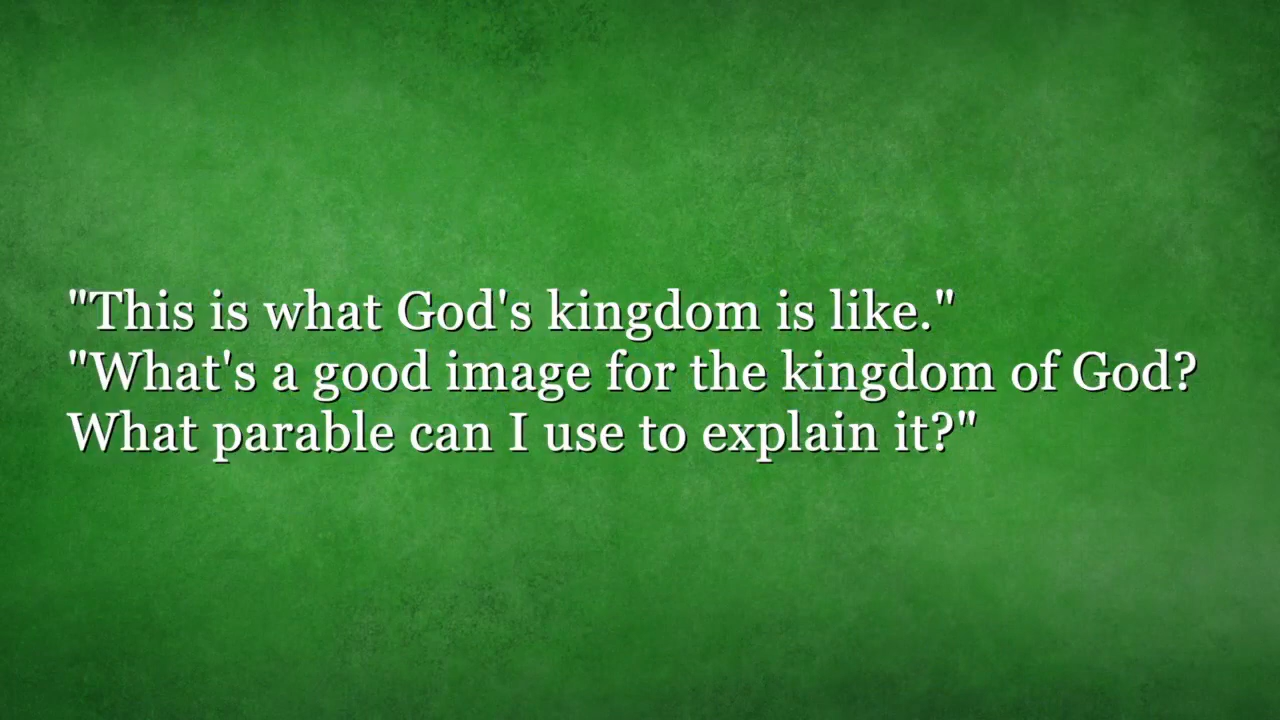 "This is what God's kingdom is like."
"What's a good image for the kingdom of God?
What parable can I use to explain it?"